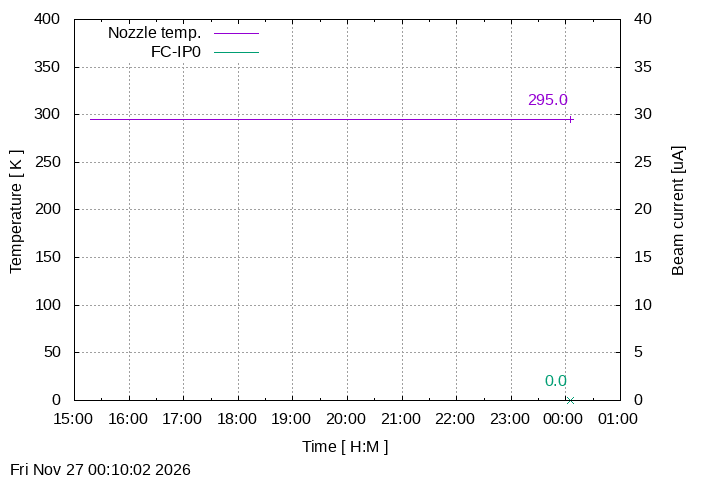 Nozzle temp.
FC-IP0
400
350
300
250
200
150
100
50
0
40
35
30
25
20
15
10
5
0
295.0
0.0
Temperature [ K ]
Beam current [uA]
15:00 16:00 17:00 18:00 19:00 20:00 21:00 22:00 23:00 00:00 01:00
Time [ H:M ]
Fri Nov 27 00:10:02 2026